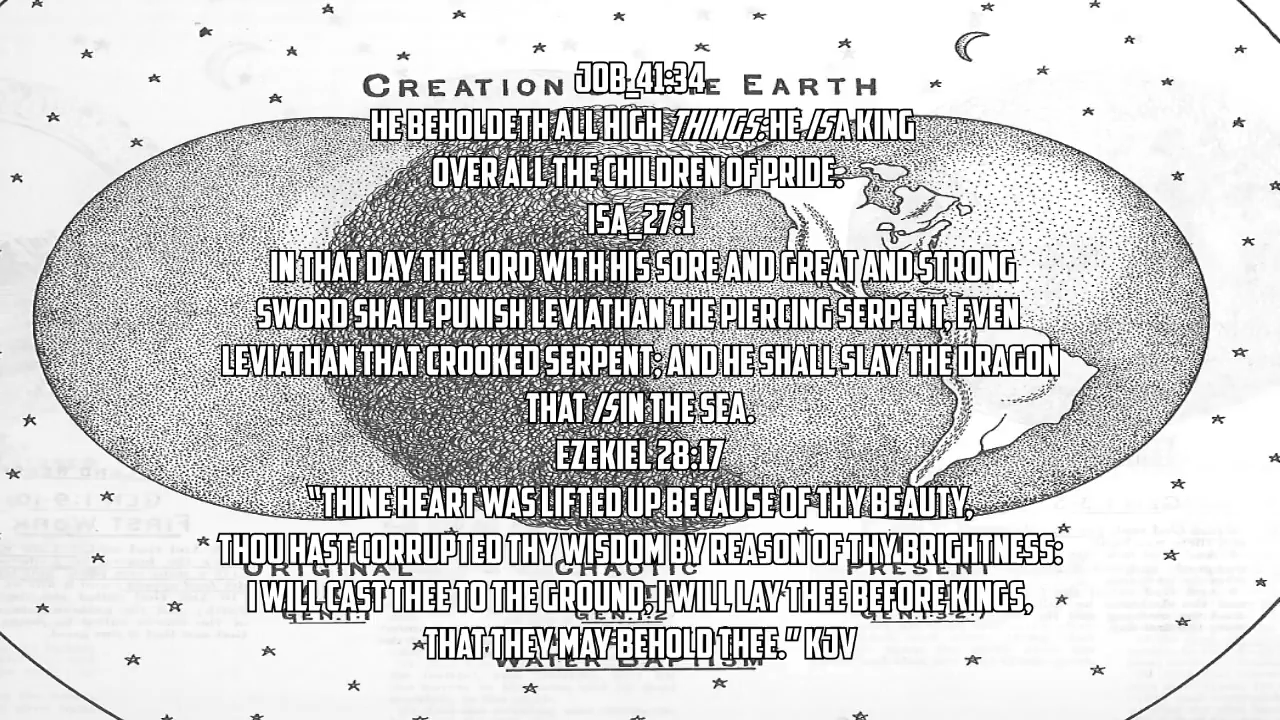 CREATION E EARTH
JOB_41:34
HE BEHOLDETH ALL HIGH THINGS: HE IS A KING
OVER ALL THE CHILDREN OF PRIDE.
ISA_27:1
IN THAT DAY THE LORD WITH HIS SORE AND GREAT AND STRONG
SWORD SHALL PUNISH LEVIATHAN THE PIERCING SERPENT, EVEN
LEVIATHAN THAT CROOKED SERPENT; AND HE SHALL SLAY THE DRAGON
THAT IS IN THE SEA.
EZEKIEL 28:17
“THINE HEART WAS LIFTED UP BECAUSE OF THY BEAUTY,
THOU HAST CORRUPTED THY WISDOM BY REASON OF THY BRIGHTNESS:
ORIGINAL CHAOTIC PRESENT
I WILL CAST THEE TO THE GROUND, I WILL LAY THEE BEFORE KINGS,
GEN.1:1 GEN.1:2 GEN.1:3-2:7
THAT THEY MAY BEHOLD THEE.” KJV
WATER BAPTISM